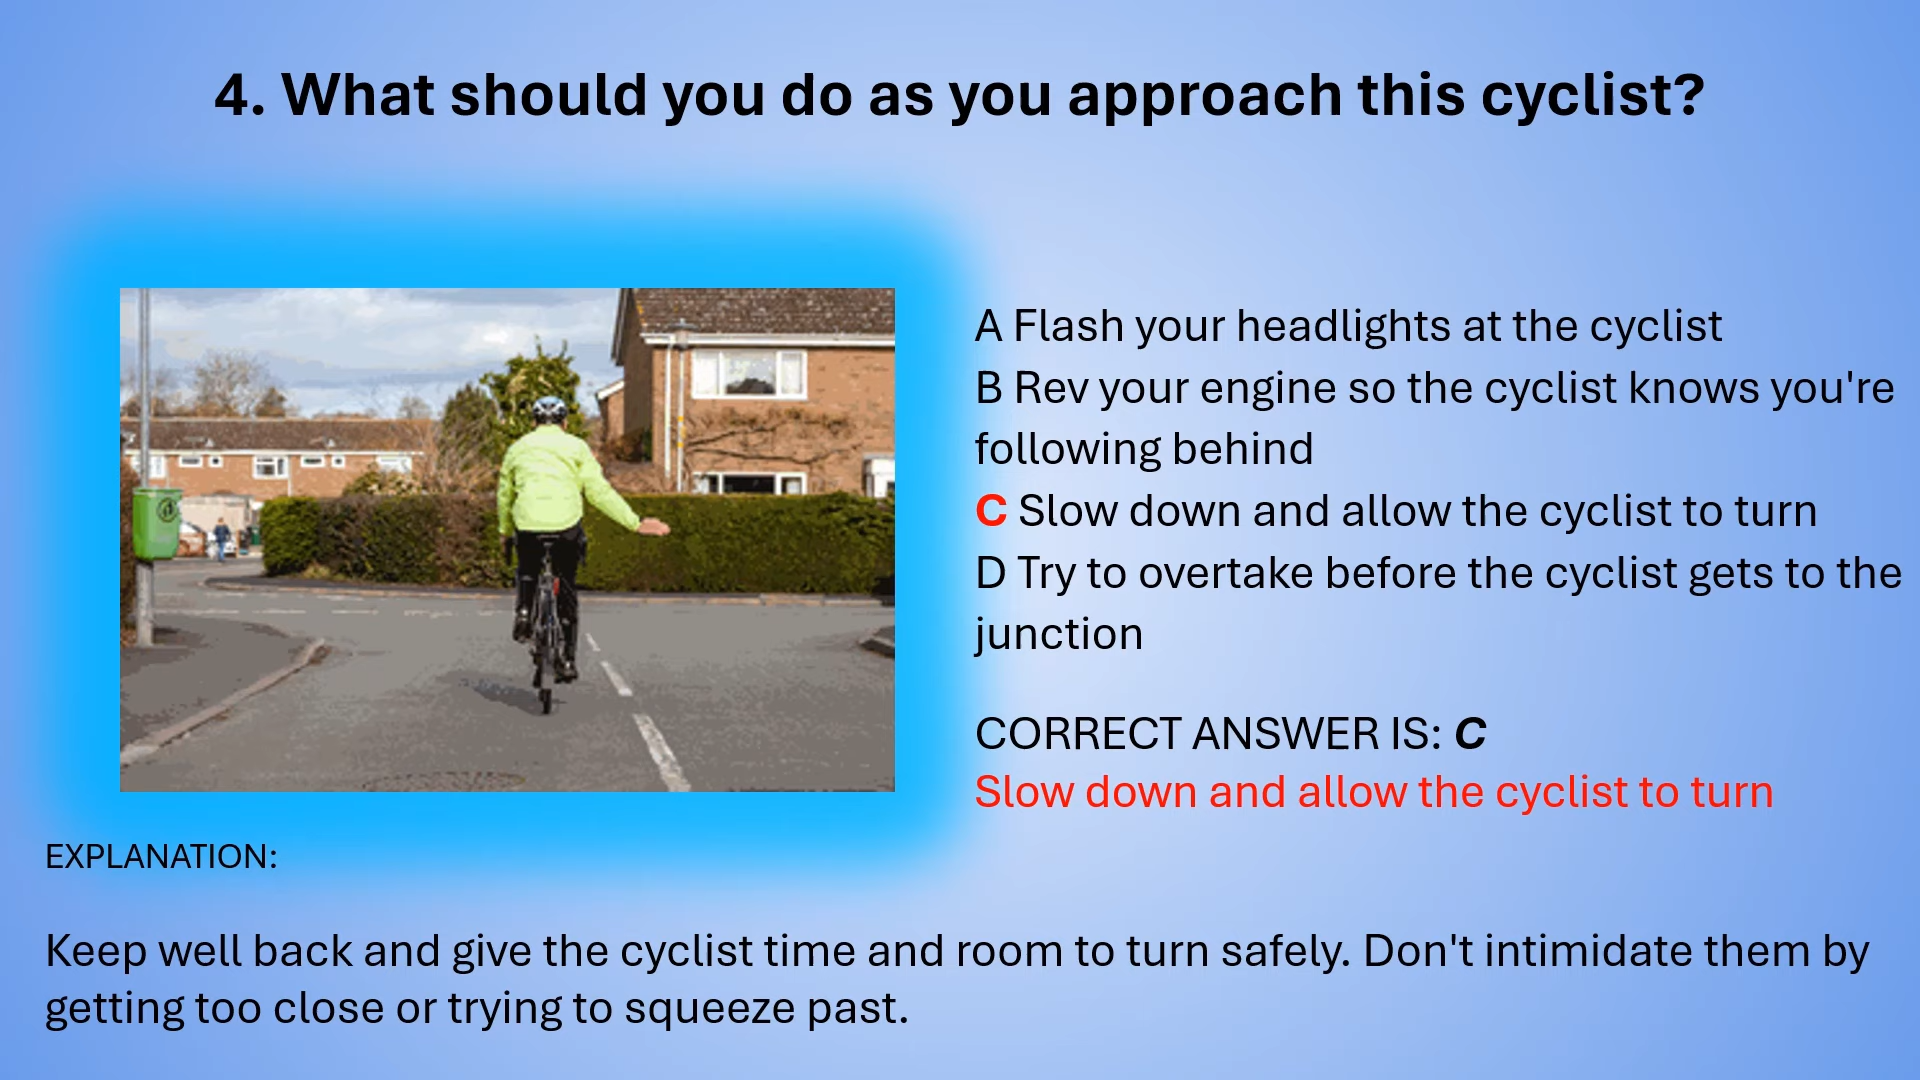 4. What should you do as you approach this cyclist?
A Flash your headlights at the cyclist
B Rev your engine so the cyclist knows you're
following behind
C Slow down and allow the cyclist to turn
D Try to overtake before the cyclist gets to the
junction
CORRECT ANSWER IS: C
Slow down and allow the cyclist to turn
EXPLANATION:
Keep well back and give the cyclist time and room to turn safely. Don't intimidate them by
getting too close or trying to squeeze past.